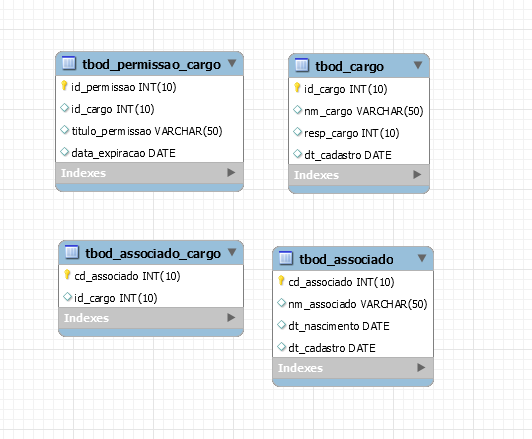 tbod_permissao_cargo
id_permissao INT(10)
id_cargo INT(10)
titulo_permissao VARCHAR(50)
data_expiracao DATE
Indexes
tbod_cargo
id_cargo INT(10)
nm_cargo VARCHAR(50)
resp_cargo INT(10)
dt_cadastro DATE
Indexes
tbod_associado_cargo
cd_associado INT(10)
id_cargo INT(10)
Indexes
tbod_associado
cd_associado INT(10)
nm_associado VARCHAR(50)
dt_nascimento DATE
dt_cadastro DATE
Indexes